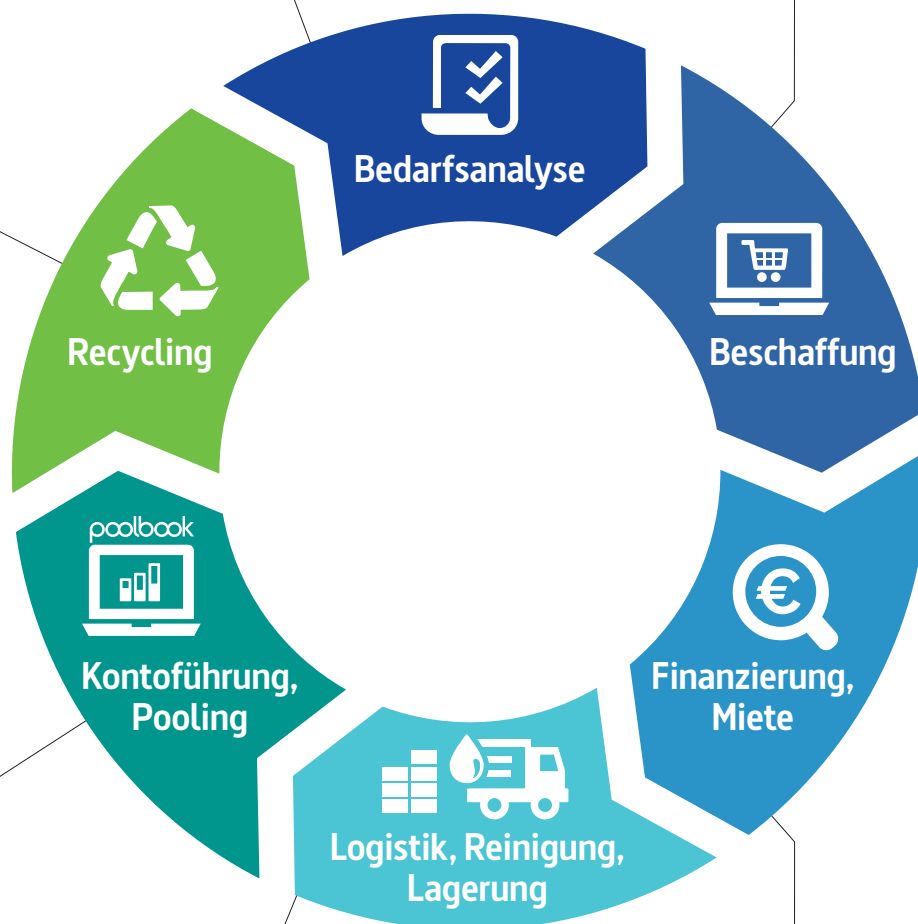 Bedarfsanalyse
Beschaffung
Finanzierung,
Miete
Logistik, Reinigung,
Lagerung
poolbook
Kontoführung,
Pooling
Recycling